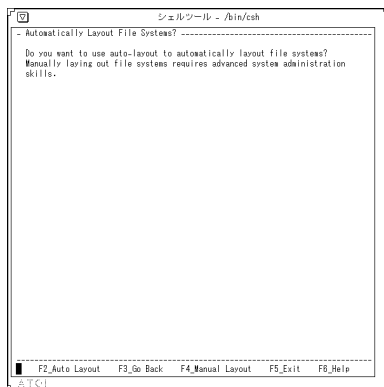 シェルツール - /bin/csh
- Automatically Layout File Systems? --------------------------------------------
Do you want to use auto-layout to automatically layout file systems?
Manually laying out file systems requires advanced system administration
skills.
F2_Auto Layout F3_Go Back F4_Manual Layout F5_Exit F6_Help